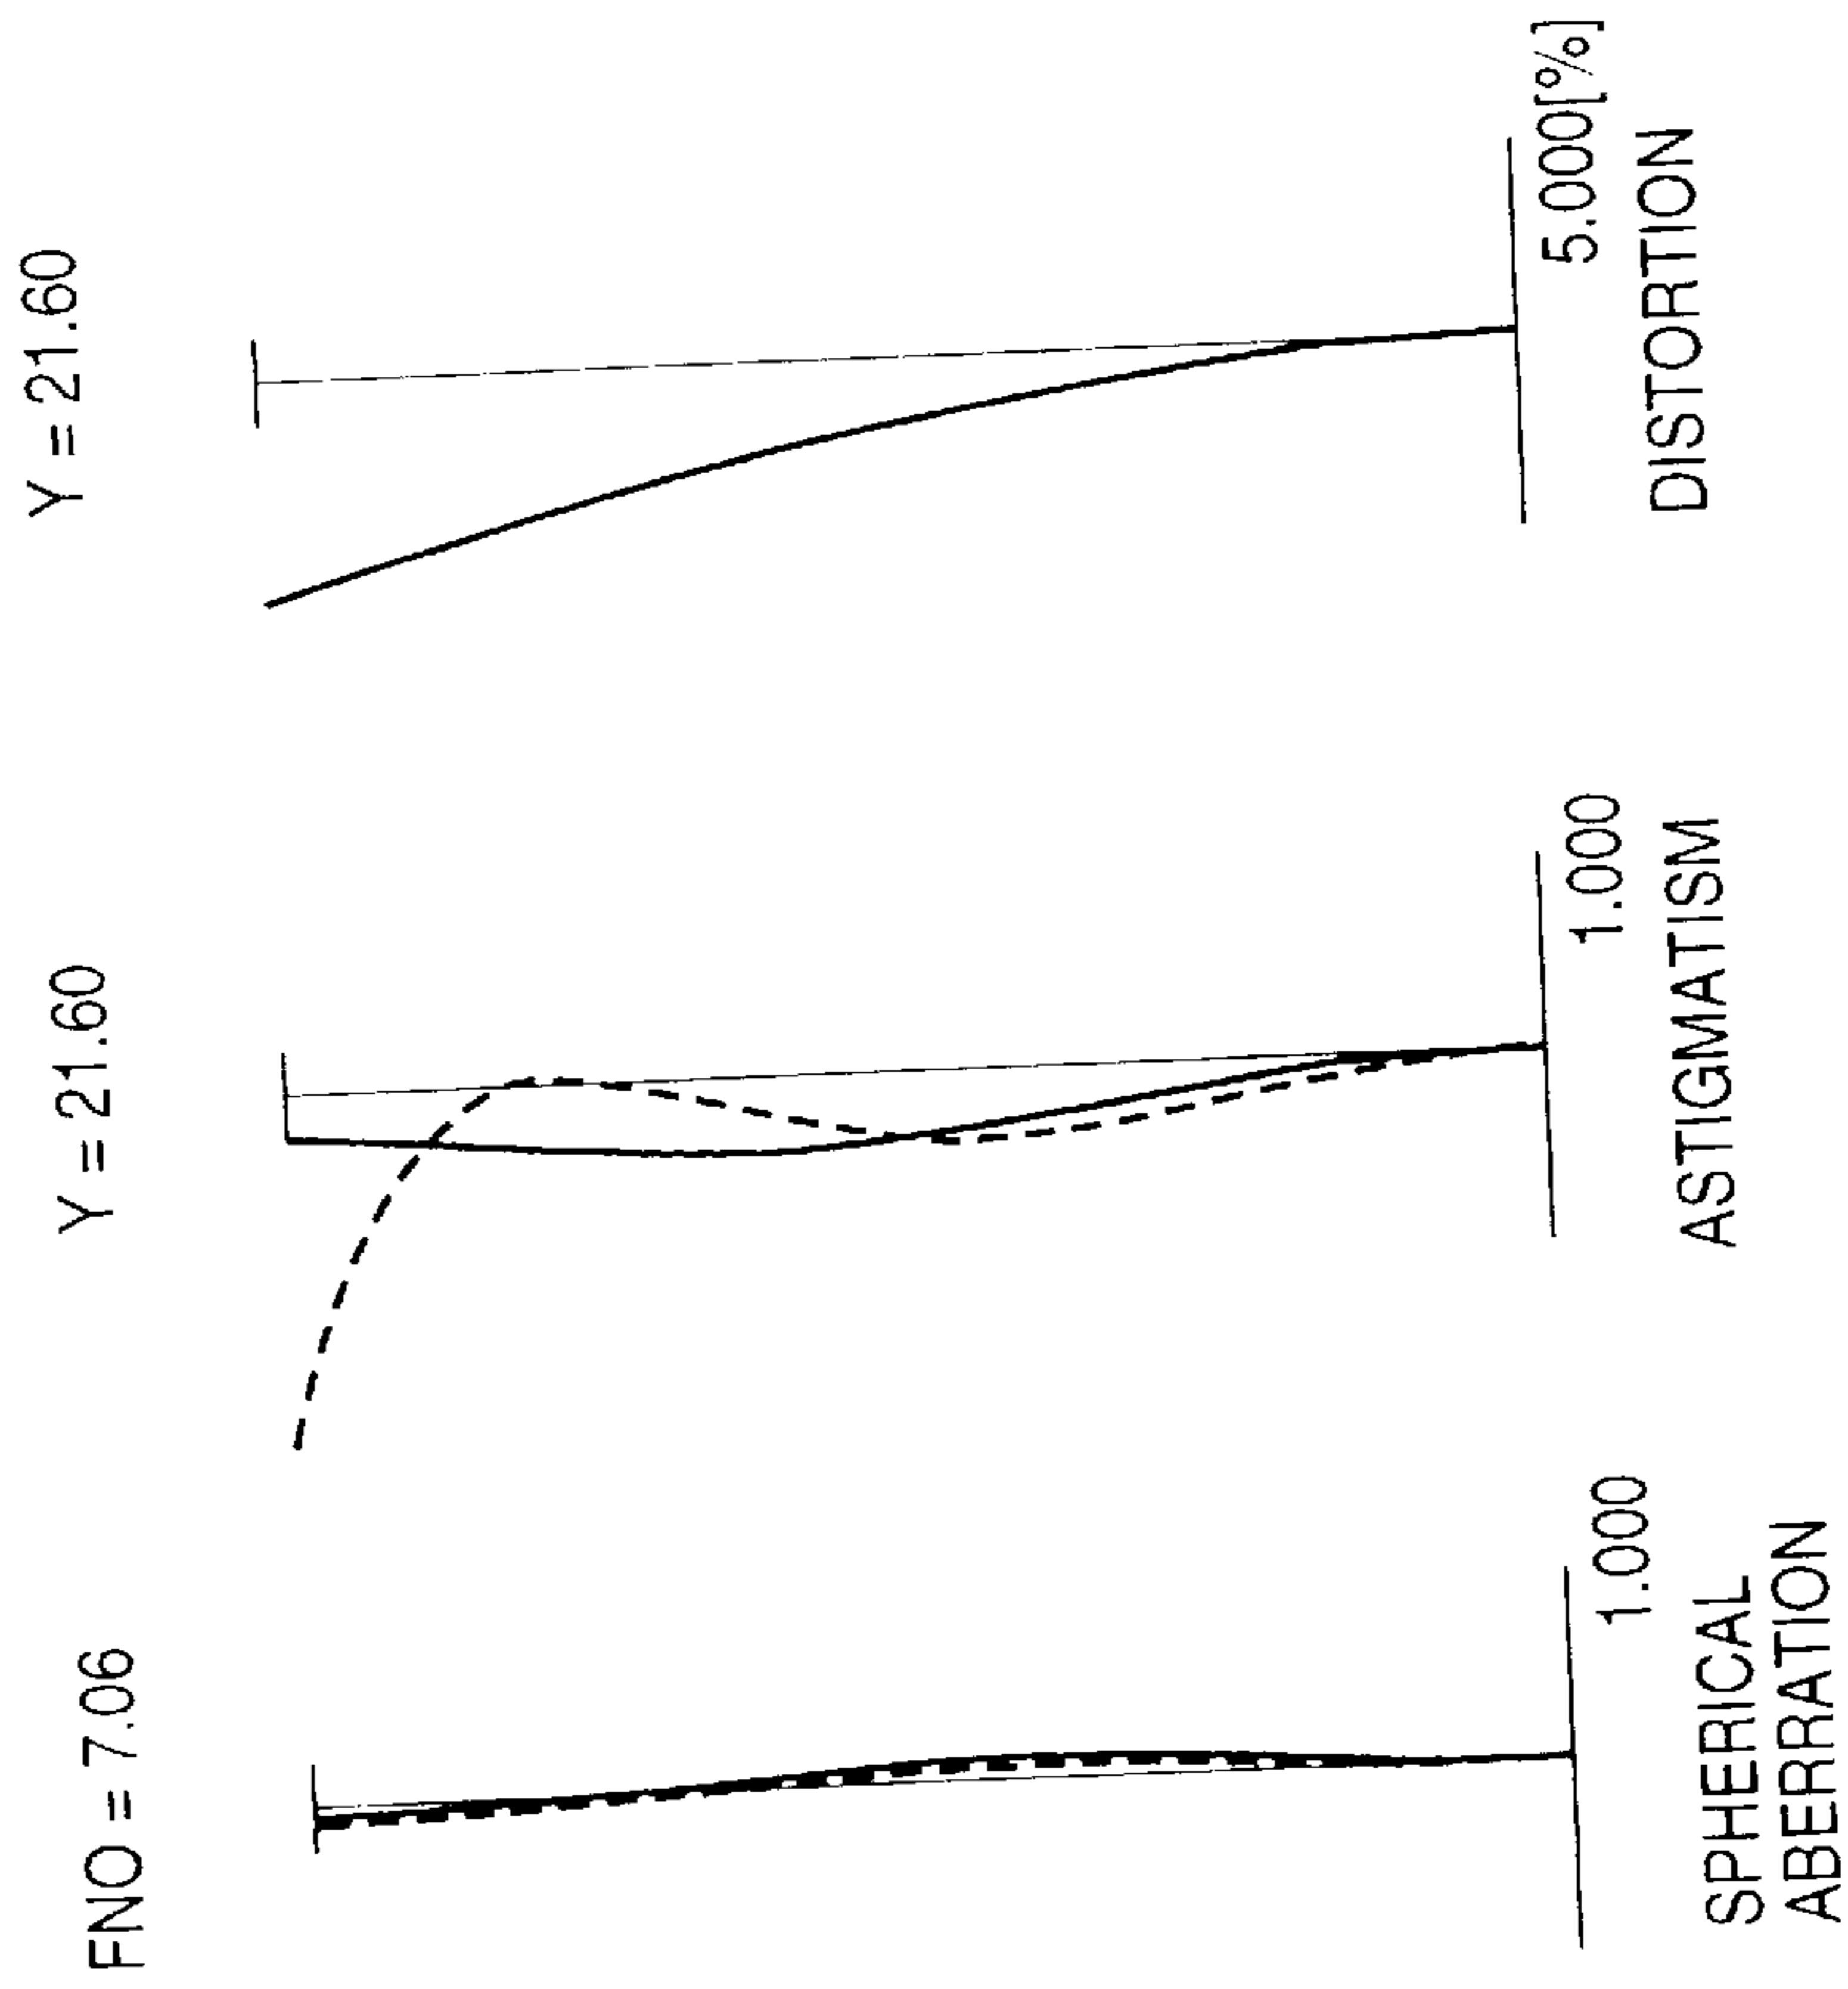 FNO = 7.06
1.000
SPHERICAL
ABERRATION
Y = 21.60
1.000
ASTIGMATISM
Y = 21.60
5.000[%]
DISTORTION